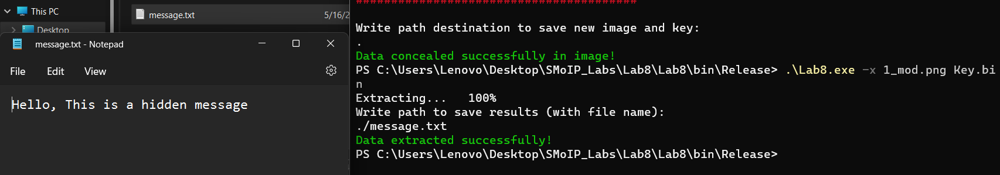 This PC
Desktop
message.txt
5/16/2
message.txt - Notepad
File Edit View
Hello, This is a hidden message
######################################
Write path destination to save new image and key:
.
Data concealed successfully in image!
PS C:\Users\Lenovo\Desktop\SMoIP_Labs\Lab8\Lab8\bin\Release> .\Lab8.exe -x 1_mod.png Key.bi
n
Extracting... 100%
Write path to save results (with file name):
./message.txt
Data extracted successfully!
PS C:\Users\Lenovo\Desktop\SMoIP_Labs\Lab8\Lab8\bin\Release>